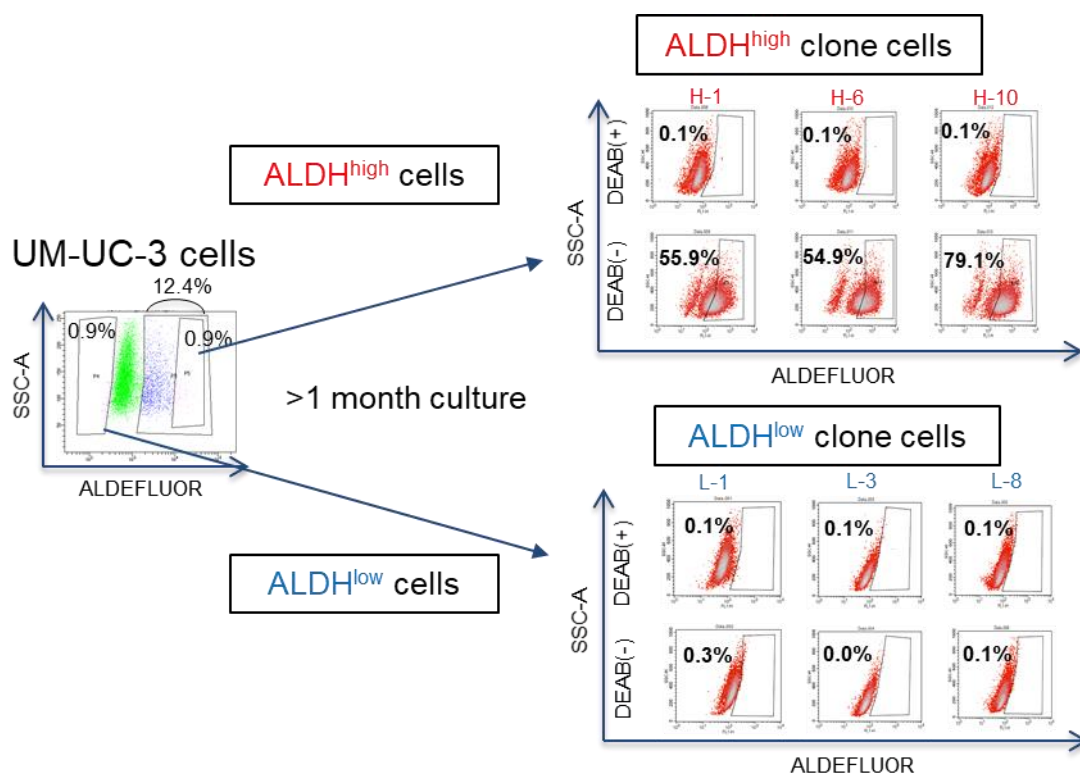 ALDHhigh clone cells
H-1
H-6
H-10
DEAB(+)
0.1%
0.1%
0.1%
ALDHhigh cells
SSC-A
UM-UC-3 cells
DEAB(-)
55.9%
54.9%
79.1%
12.4%
0.9%
0.9%
P4
P5
SSC-A
ALDEFLUOR
>1 month culture
ALDEFLUOR
ALDHlow clone cells
L-1
L-3
L-8
DEAB(+)
0.1%
0.1%
0.1%
ALDHlow cells
SSC-A
DEAB(-)
0.3%
0.0%
0.1%
ALDEFLUOR